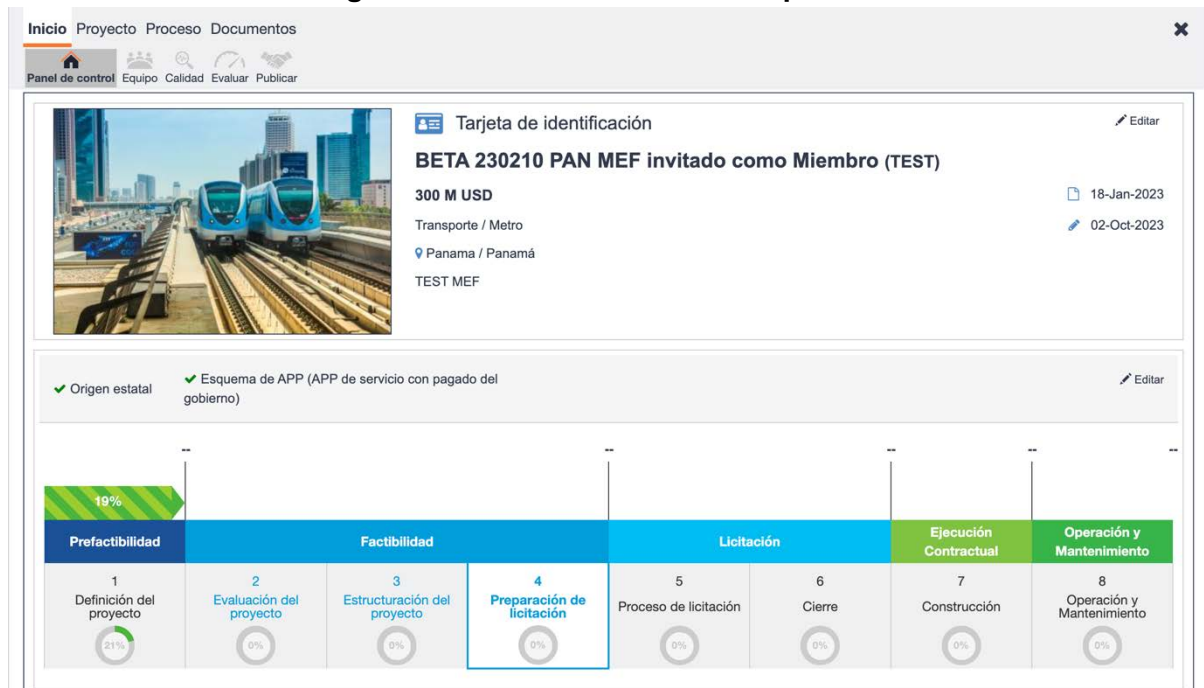 Inicio Proyecto Proceso Documentos
Panel de control Equipo Calidad Evaluar Publicar
Tarjeta de identificación
Editar
BETA 230210 PAN MEF invitado como Miembro (TEST)
300 M USD
18-Jan-2023
Transporte / Metro
02-Oct-2023
Panama / Panamá
TEST MEF
Origen estatal
Esquema de APP (APP de servicio con pagado del
gobierno)
Editar
-- -- -- -- --
19%
Prefactibilidad
Factibilidad
Licitación
Ejecución
Contractual
Operación y
Mantenimiento
1
Definición del
proyecto
21%
2
Evaluación del
proyecto
0%
3
Estructuración del
proyecto
0%
4
Preparación de
licitación
0%
5
Proceso de licitación
0%
6
Cierre
0%
7
Construcción
0%
8
Operación y
Mantenimiento
0%